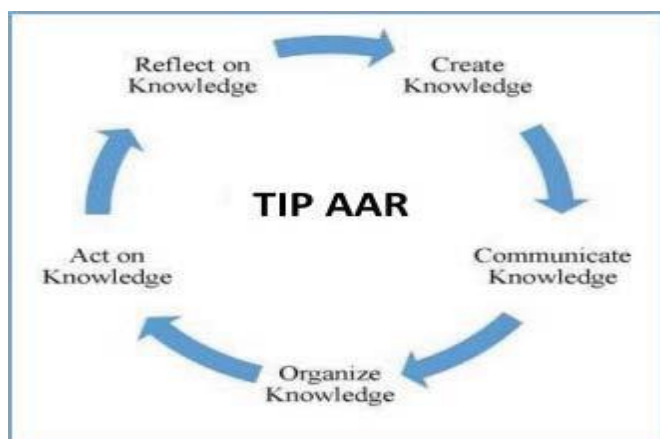 Reflect on
Knowledge
Create
Knowledge
TIP AAR
Act on
Knowledge
Communicate
Knowledge
Organize
Knowledge